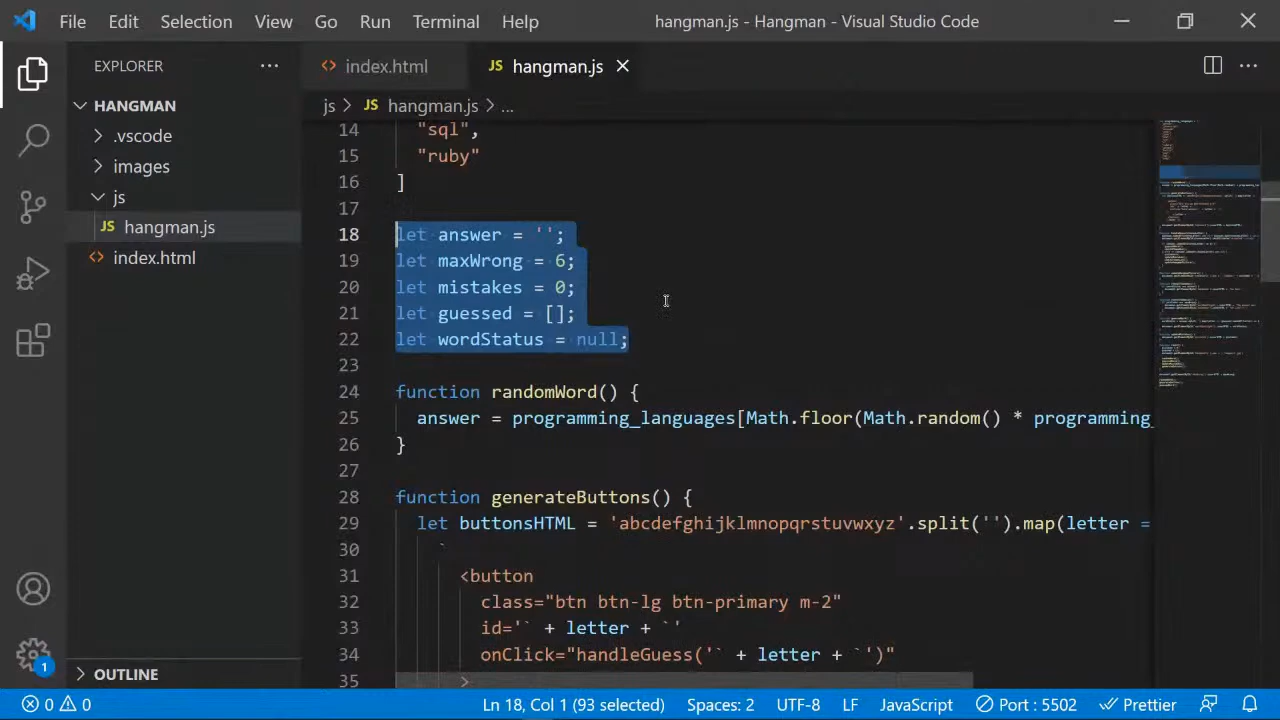 File Edit Selection View Go Run Terminal Help hangman.js - Hangman - Visual Studio Code
EXPLORER
HANGMAN
.vscode
images
js
JS hangman.js
<> index.html
OUTLINE
<> index.html JS hangman.js
js > JS hangman.js > ...
14 "sql",
15 "ruby"
16 ]
17
18 let answer = '';
19 let maxWrong = 6;
20 let mistakes = 0;
21 let guessed = [];
22 let wordStatus = null;
23
24 function randomWord() {
25 answer = programming_languages[Math.floor(Math.random() * programming_
26 }
27
28 function generateButtons() {
29 let buttonsHTML = 'abcdefghijklmnopqrstuvwxyz'.split('').map(letter =
30 `
31 <button
32 class="btn btn-lg btn-primary m-2"
33 id='` + letter + `'
34 onClick="handleGuess('` + letter + `')"
35 >
1
0 0 Ln 18, Col 1 (93 selected) Spaces: 2 UTF-8 LF JavaScript Port : 5502 Prettier